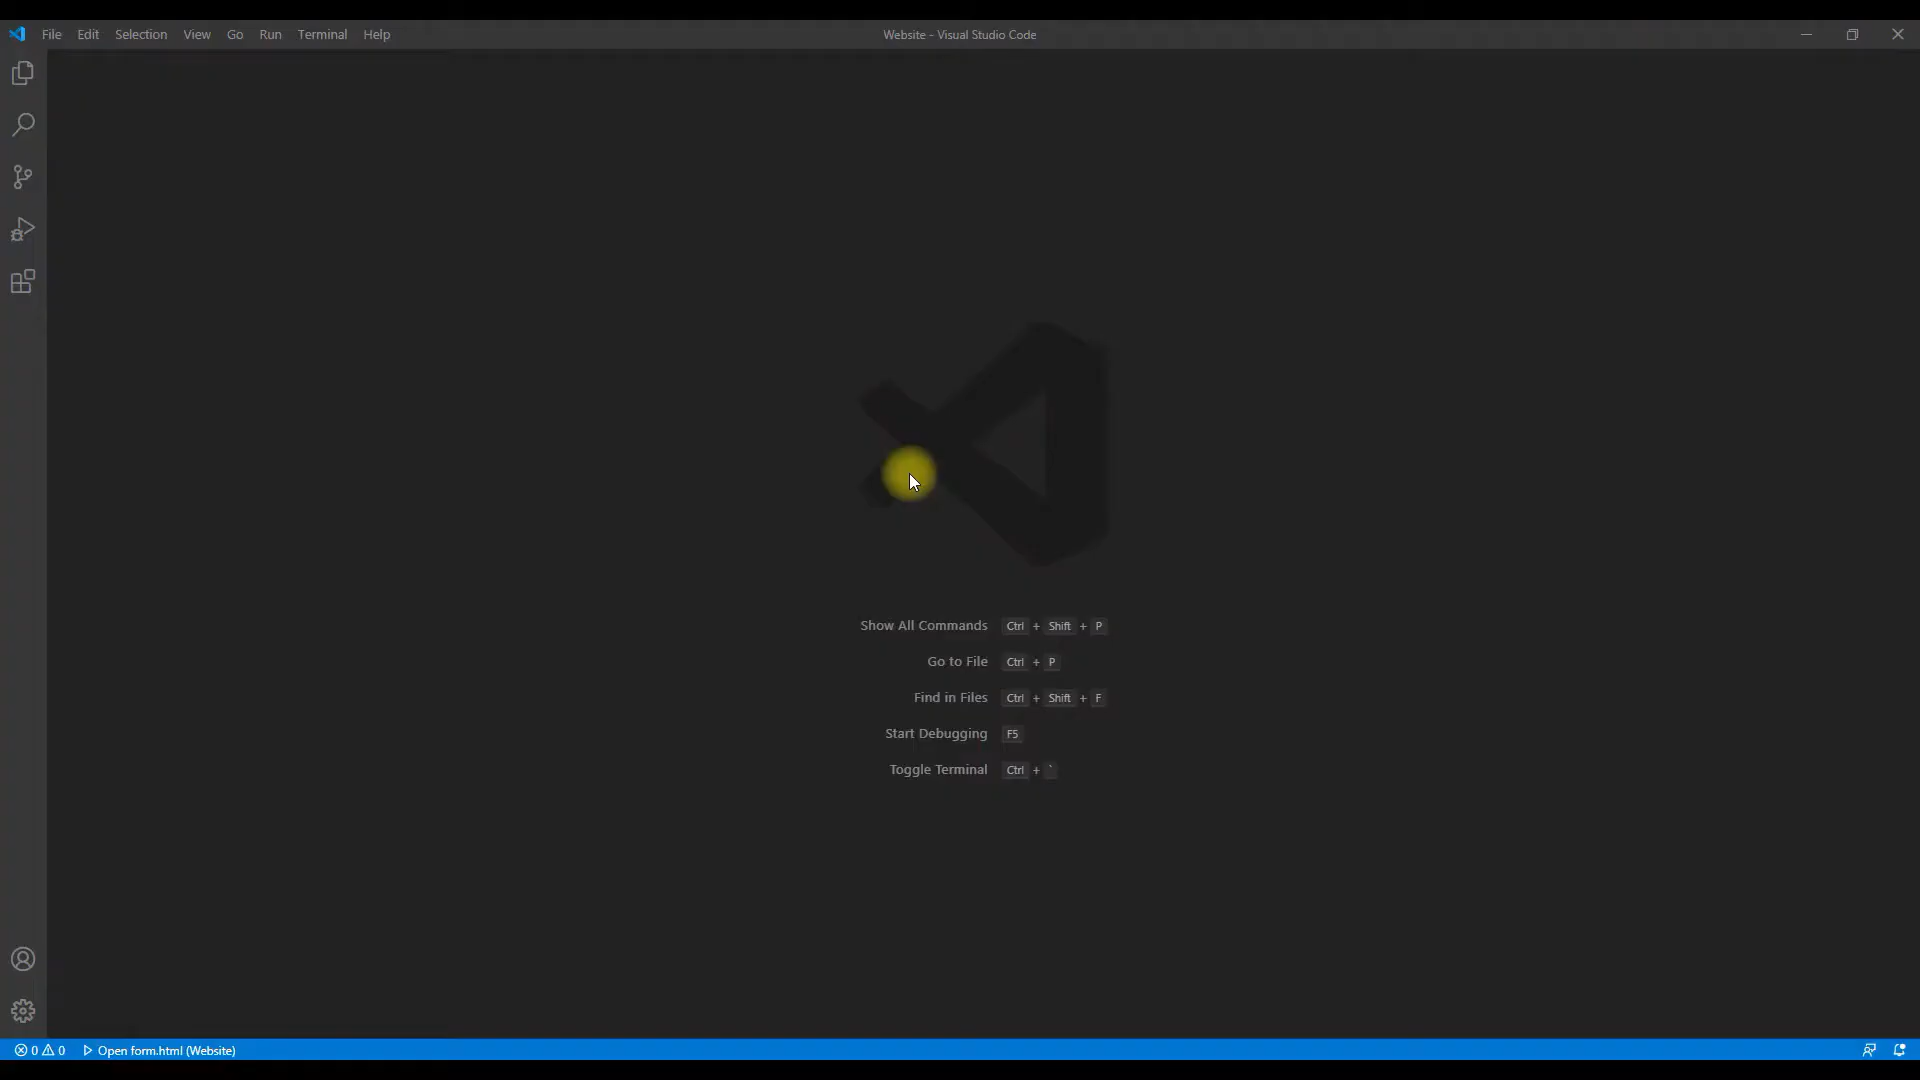 File Edit Selection View Go Run Terminal Help Website - Visual Studio Code
Show All Commands Ctrl + Shift + P
Go to File Ctrl + P
Find in Files Ctrl + Shift + F
Start Debugging F5
Toggle Terminal Ctrl + `
0 0 Open form.html (Website)